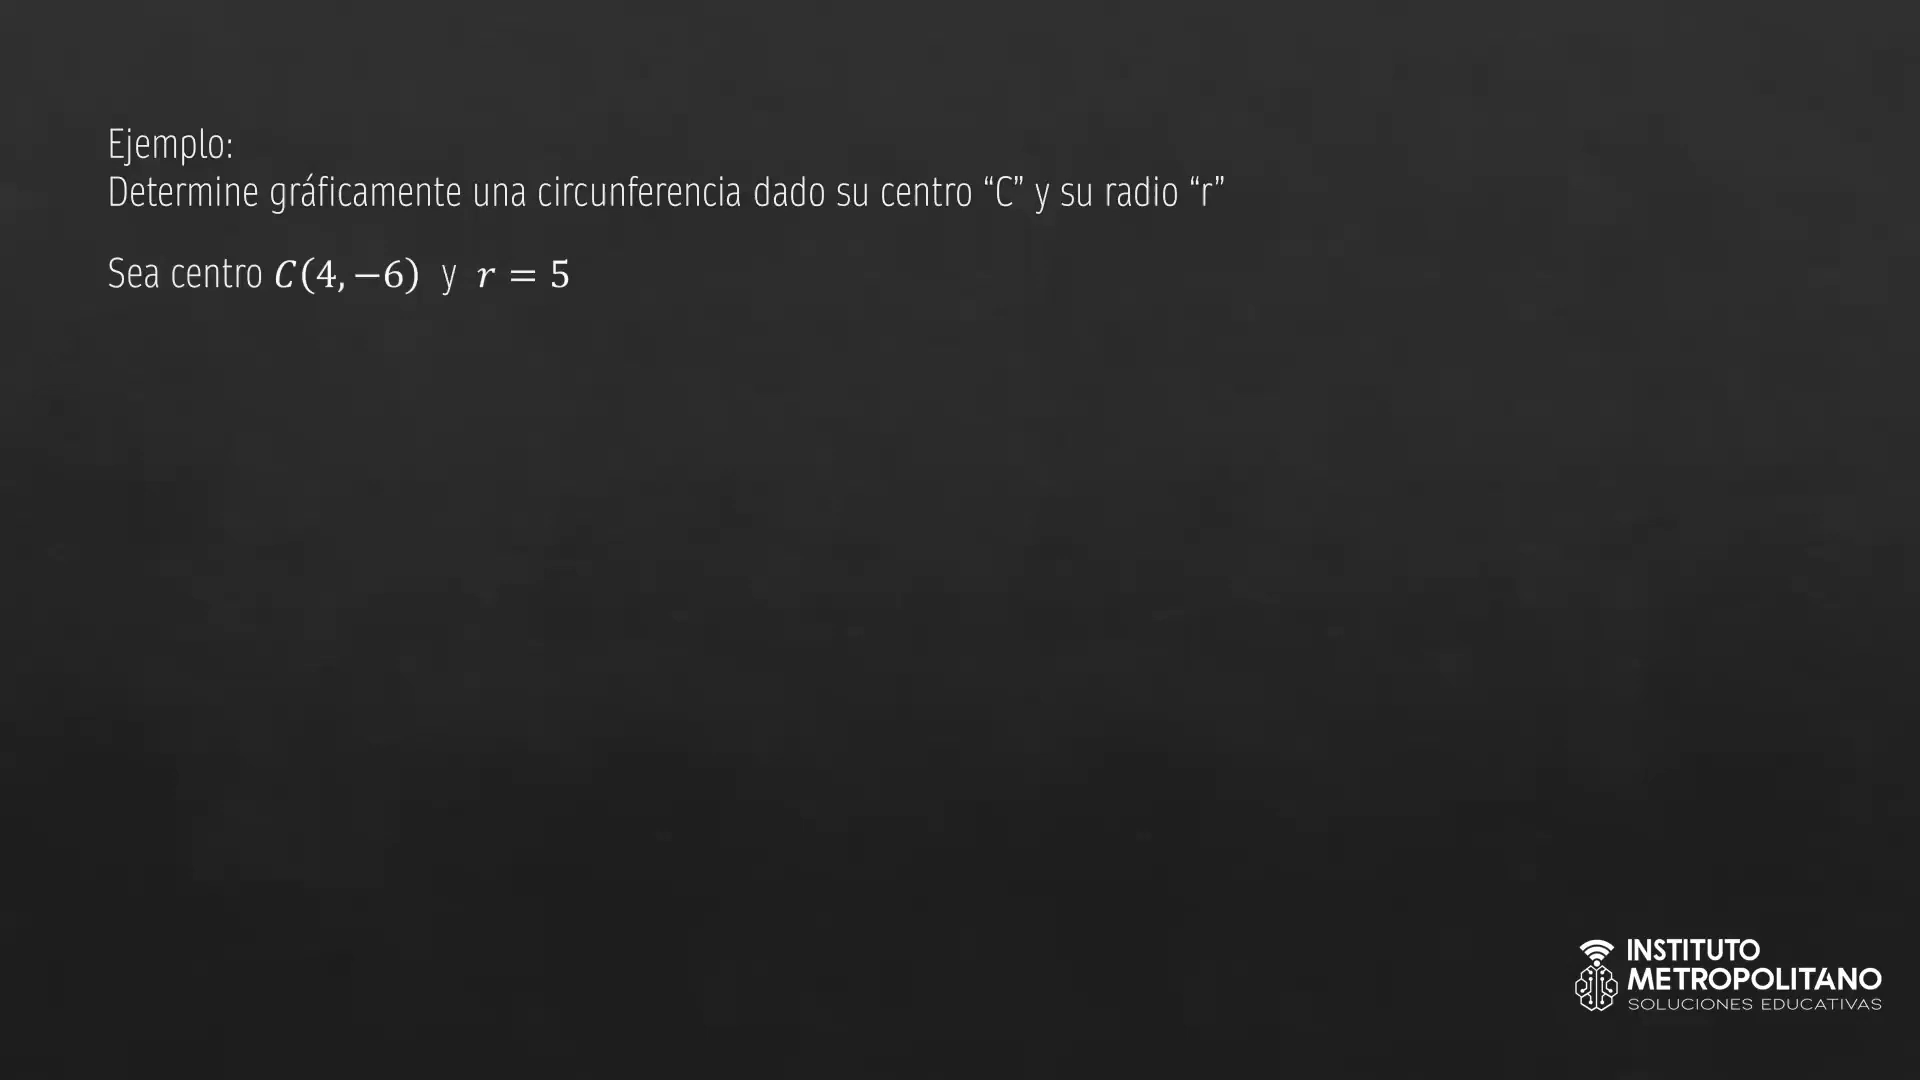 Ejemplo:
Determine gráficamente una circunferencia dado su centro “C” y su radio “r”
Sea centro C(4, −6) y r = 5
INSTITUTO
METROPOLITANO
SOLUCIONES EDUCATIVAS